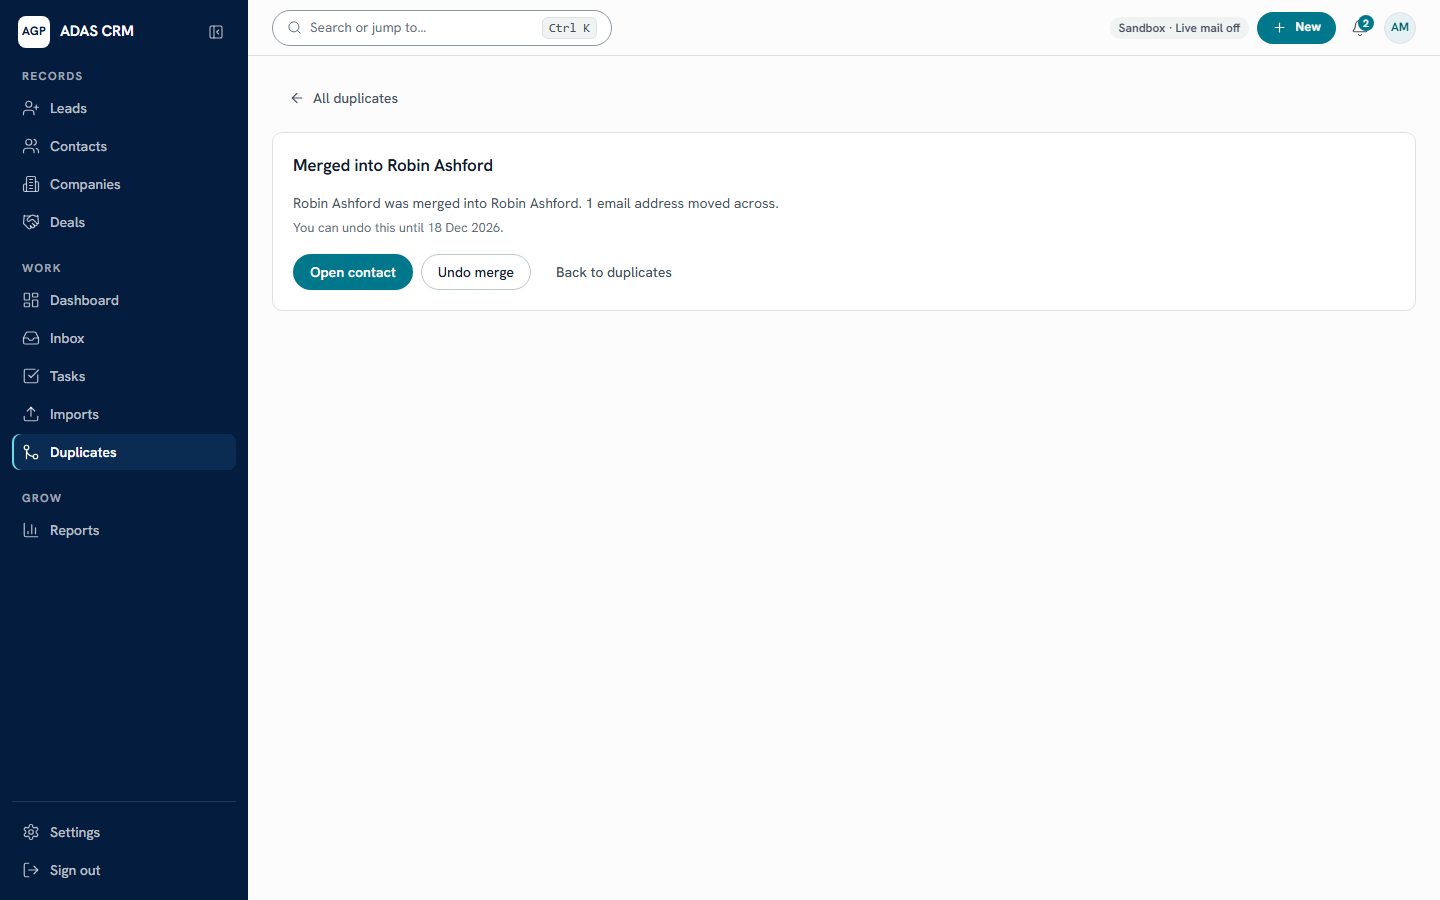 AGP ADAS CRM
RECORDS
Leads
Contacts
Companies
Deals
WORK
Dashboard
Inbox
Tasks
Imports
Duplicates
GROW
Reports
Settings
Sign out
Search or jump to... Ctrl K
Sandbox · Live mail off
New
2
AM
All duplicates
Merged into Robin Ashford
Robin Ashford was merged into Robin Ashford. 1 email address moved across.
You can undo this until 18 Dec 2026.
Open contact Undo merge Back to duplicates